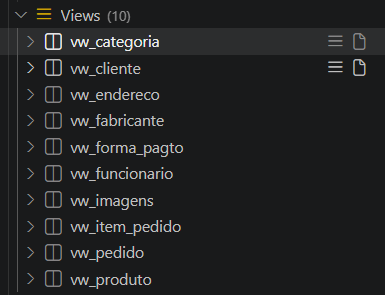 Views (10)
vw_categoria
vw_cliente
vw_endereco
vw_fabricante
vw_forma_pagto
vw_funcionario
vw_imagens
vw_item_pedido
vw_pedido
vw_produto